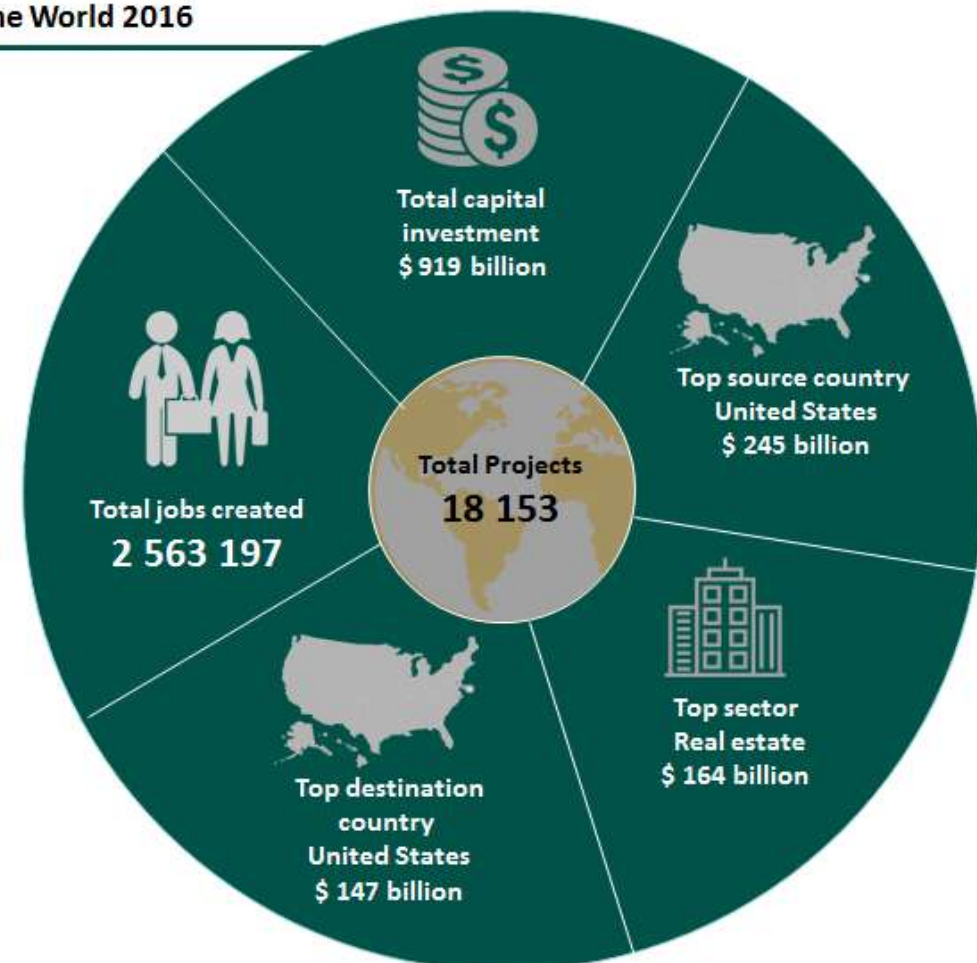 he World 2016
$
$
Total capital
investment
$ 919 billion
Top source country
United States
$ 245 billion
Total Projects
18 153
Total jobs created
2 563 197
Top sector
Real estate
$ 164 billion
Top destination
country
United States
$ 147 billion